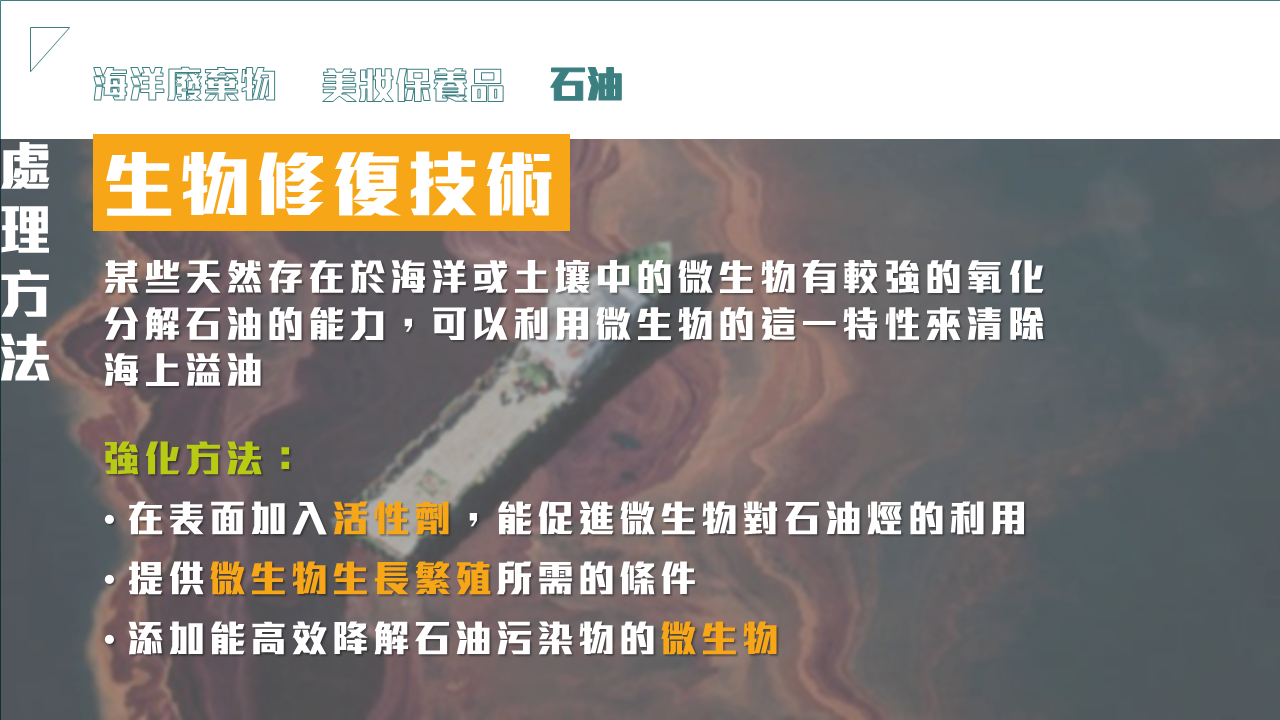 海洋廢棄物 美妝保養品 石油
處理方法
生物修復技術
某些天然存在於海洋或土壤中的微生物有較強的氧化
分解石油的能力，可以利用微生物的這一特性來清除
海上溢油
強化方法：
• 在表面加入活性劑，能促進微生物對石油烴的利用
• 提供微生物生長繁殖所需的條件
• 添加能高效降解石油污染物的微生物